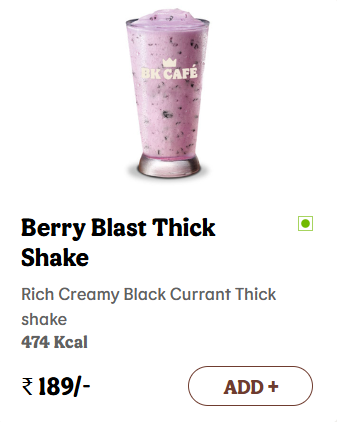 BK CAFÉ
Berry Blast Thick
Shake
Rich Creamy Black Currant Thick
shake
474 Kcal
₹ 189/-
ADD +